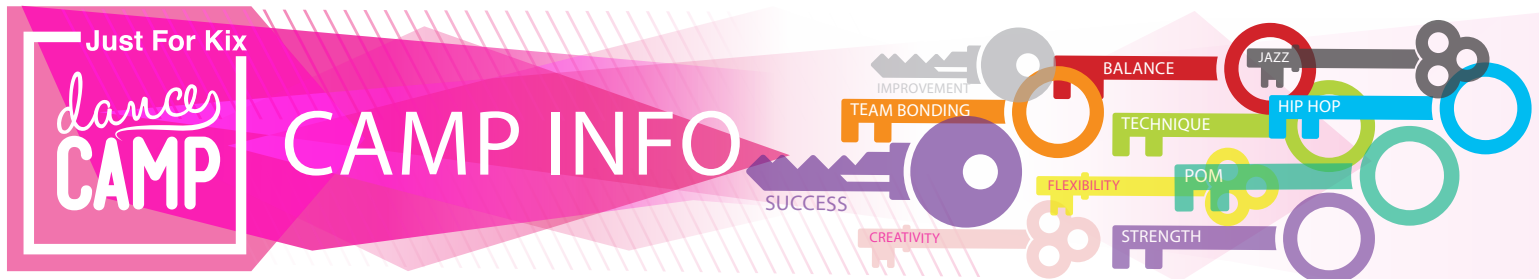 Just For Kix
dance
CAMP
CAMP INFO
IMPROVEMENT
BALANCE
JAZZ
TEAM BONDING
HIP HOP
TECHNIQUE
SUCCESS
FLEXIBILITY
POM
CREATIVITY
STRENGTH